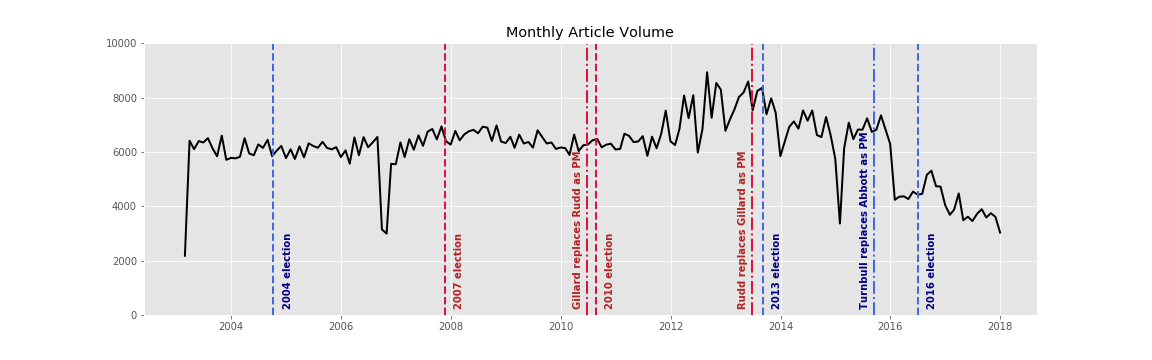 Monthly Article Volume
10000
8000
6000
4000
2000
0
2004 election
2007 election
Gillard replaces Rudd as PM
2010 election
Rudd replaces Gillard as PM
2013 election
Turnbull replaces Abbott as PM
2016 election
2004
2006
2008
2010
2012
2014
2016
2018